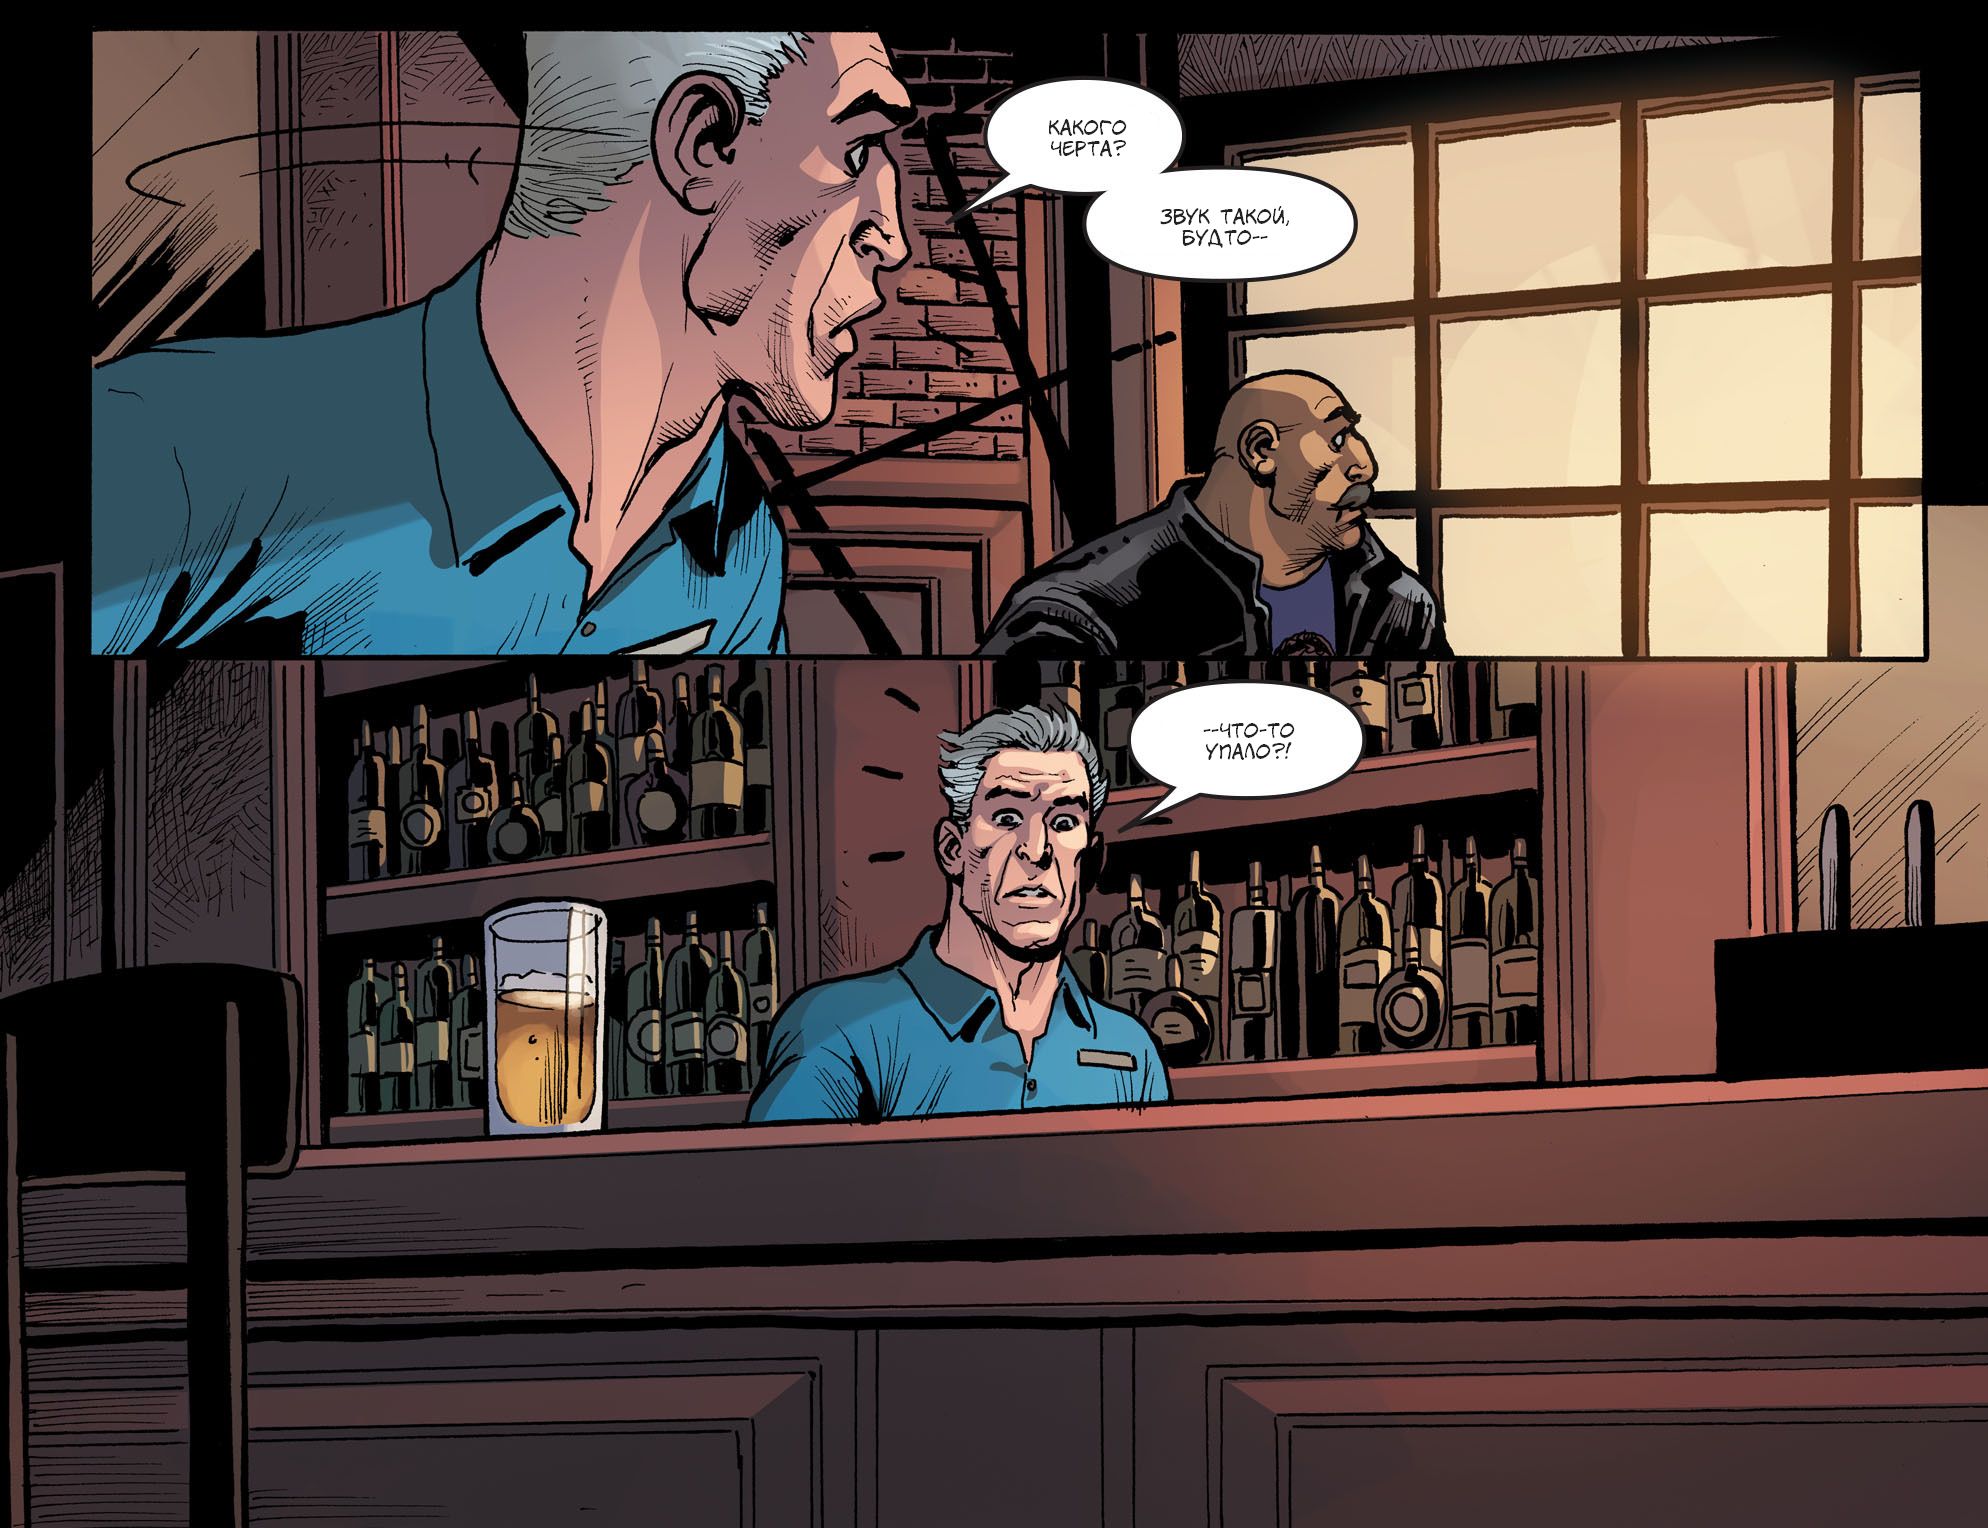 КАКОГО
ЧЕРТА?
ЗВУК ТАКОЙ,
БУДТО--
--ЧТО-ТО
УПАЛО?!